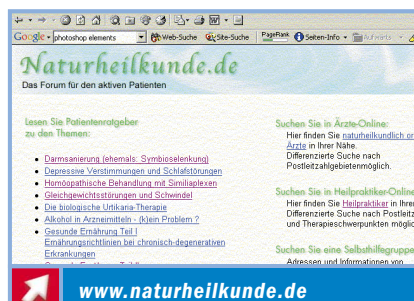 Google photoshop elements Web-Suche Site-Suche PageRank Seiten-Info Aufwärts
Naturheilkunde.de
Das Forum für den aktiven Patienten
Lesen Sie Patientenratgeber
zu den Themen:
Darmsanierung (ehemals: Symbioselenkung)
Depressive Verstimmungen und Schlafstörungen
Homöopathische Behandlung mit Similiaplexen
Gleichgewichtsstörungen und Schwindel
Die biologische Urtikaria-Therapie
Alkohol in Arzneimitteln - (k)ein Problem ?
Gesunde Ernährung Teil I
Ernährungsrichtlinien bei chronisch-degenerativen
Erkrankungen
Suchen Sie in Ärzte-Online:
Hier finden Sie naturheilkundlich or
Ärzte in Ihrer Nähe.
Differenzierte Suche nach
Postleitzahlgebietenmöglich.
Suchen Sie in Heilpraktiker-Online
Hier finden Sie Heilpraktiker in Ihrer
Differenzierte Suche nach Postleitz
und Therapieschwerpunkten möglic
Suchen Sie eine Selbsthilfegruppe
Adressen und Informationen von
www.naturheilkunde.de